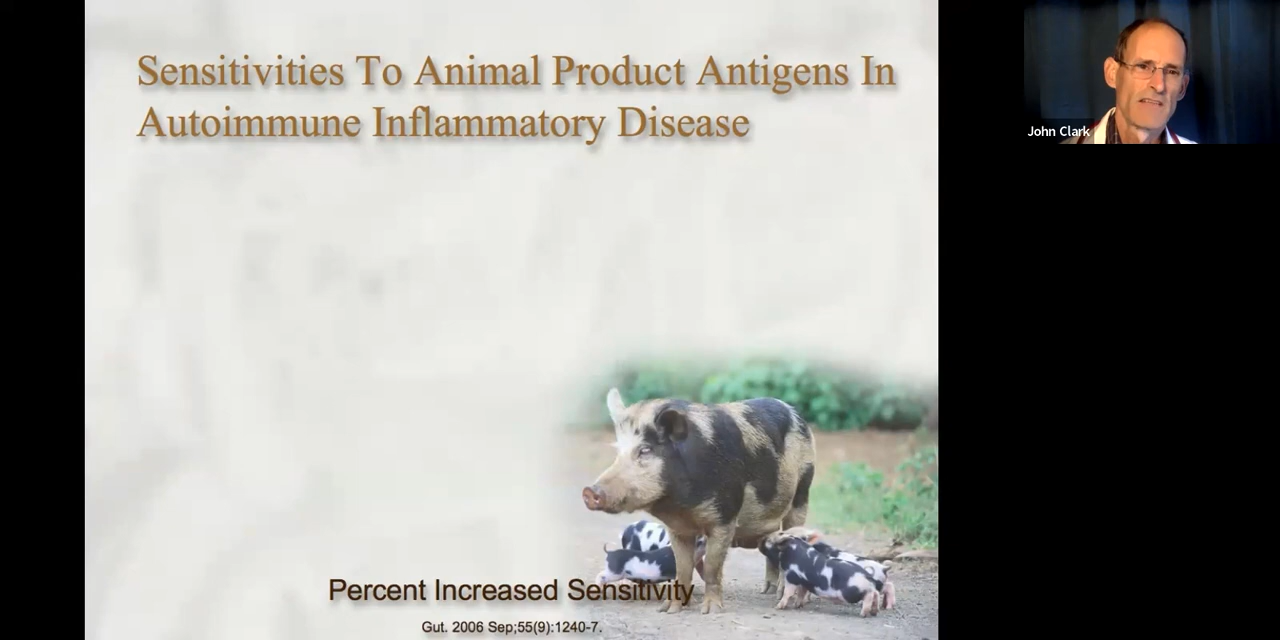 Sensitivities To Animal Product Antigens In
Autoimmune Inflammatory Disease
John Clark
Percent Increased Sensitivity
Gut. 2006 Sep;55(9):1240-7.